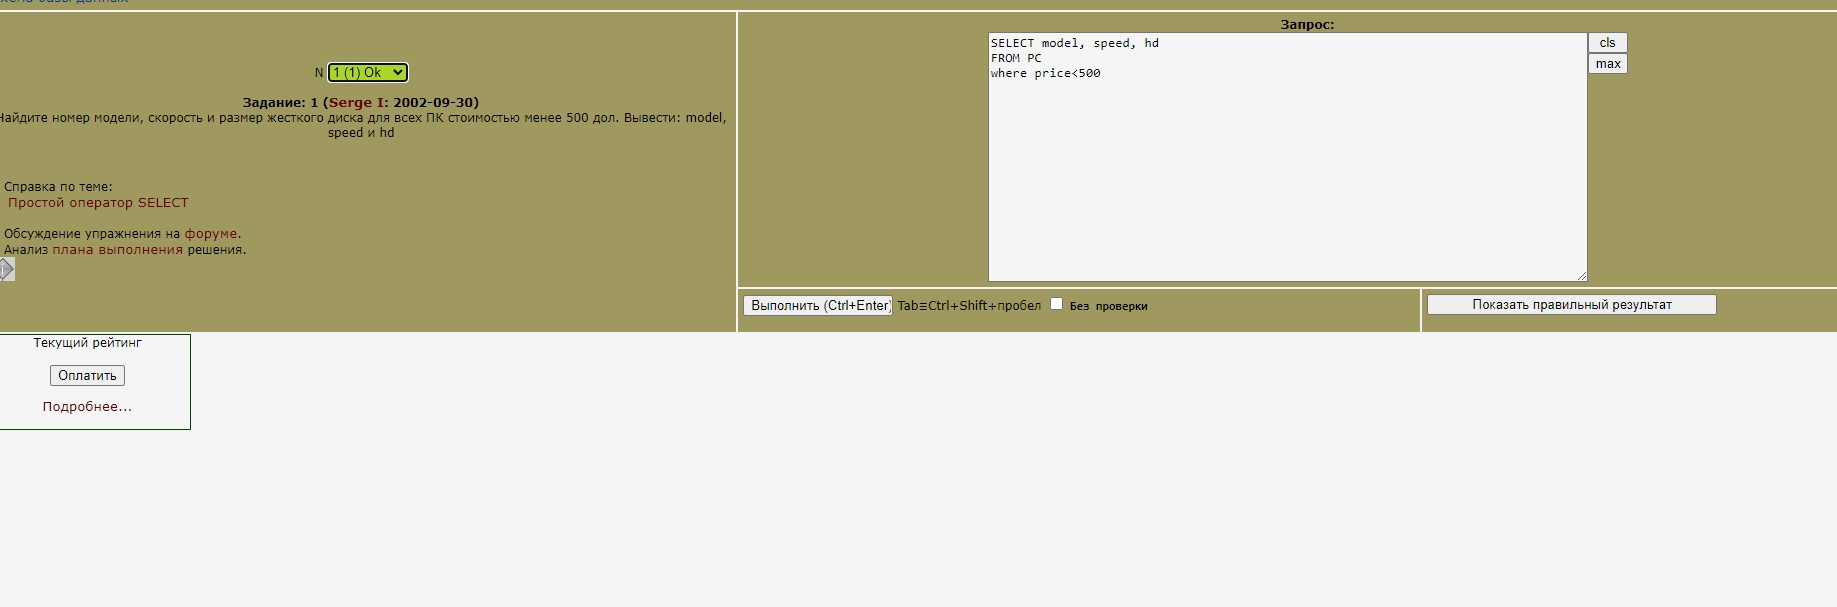 хема базы данных
N 1 (1) Ok
Задание: 1 (Serge I: 2002-09-30)
Найдите номер модели, скорость и размер жесткого диска для всех ПК стоимостью менее 500 дол. Вывести: model,
speed и hd
Справка по теме:
Простой оператор SELECT
Обсуждение упражнения на форуме.
Анализ плана выполнения решения.
Запрос:
SELECT model, speed, hd
FROM PC
where price<500
cls
max
Выполнить (Ctrl+Enter) Tab≡Ctrl+Shift+пробел Без проверки
Показать правильный результат
Текущий рейтинг
Оплатить
Подробнее...